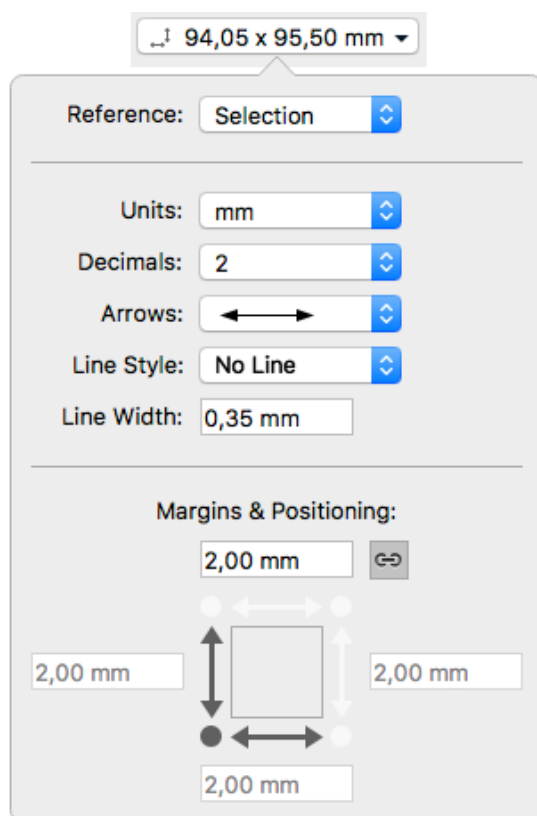 94,05 x 95,50 mm
Reference: Selection
Units: mm
Decimals: 2
Arrows:
Line Style: No Line
Line Width: 0,35 mm
Margins & Positioning:
2,00 mm
2,00 mm 2,00 mm
2,00 mm